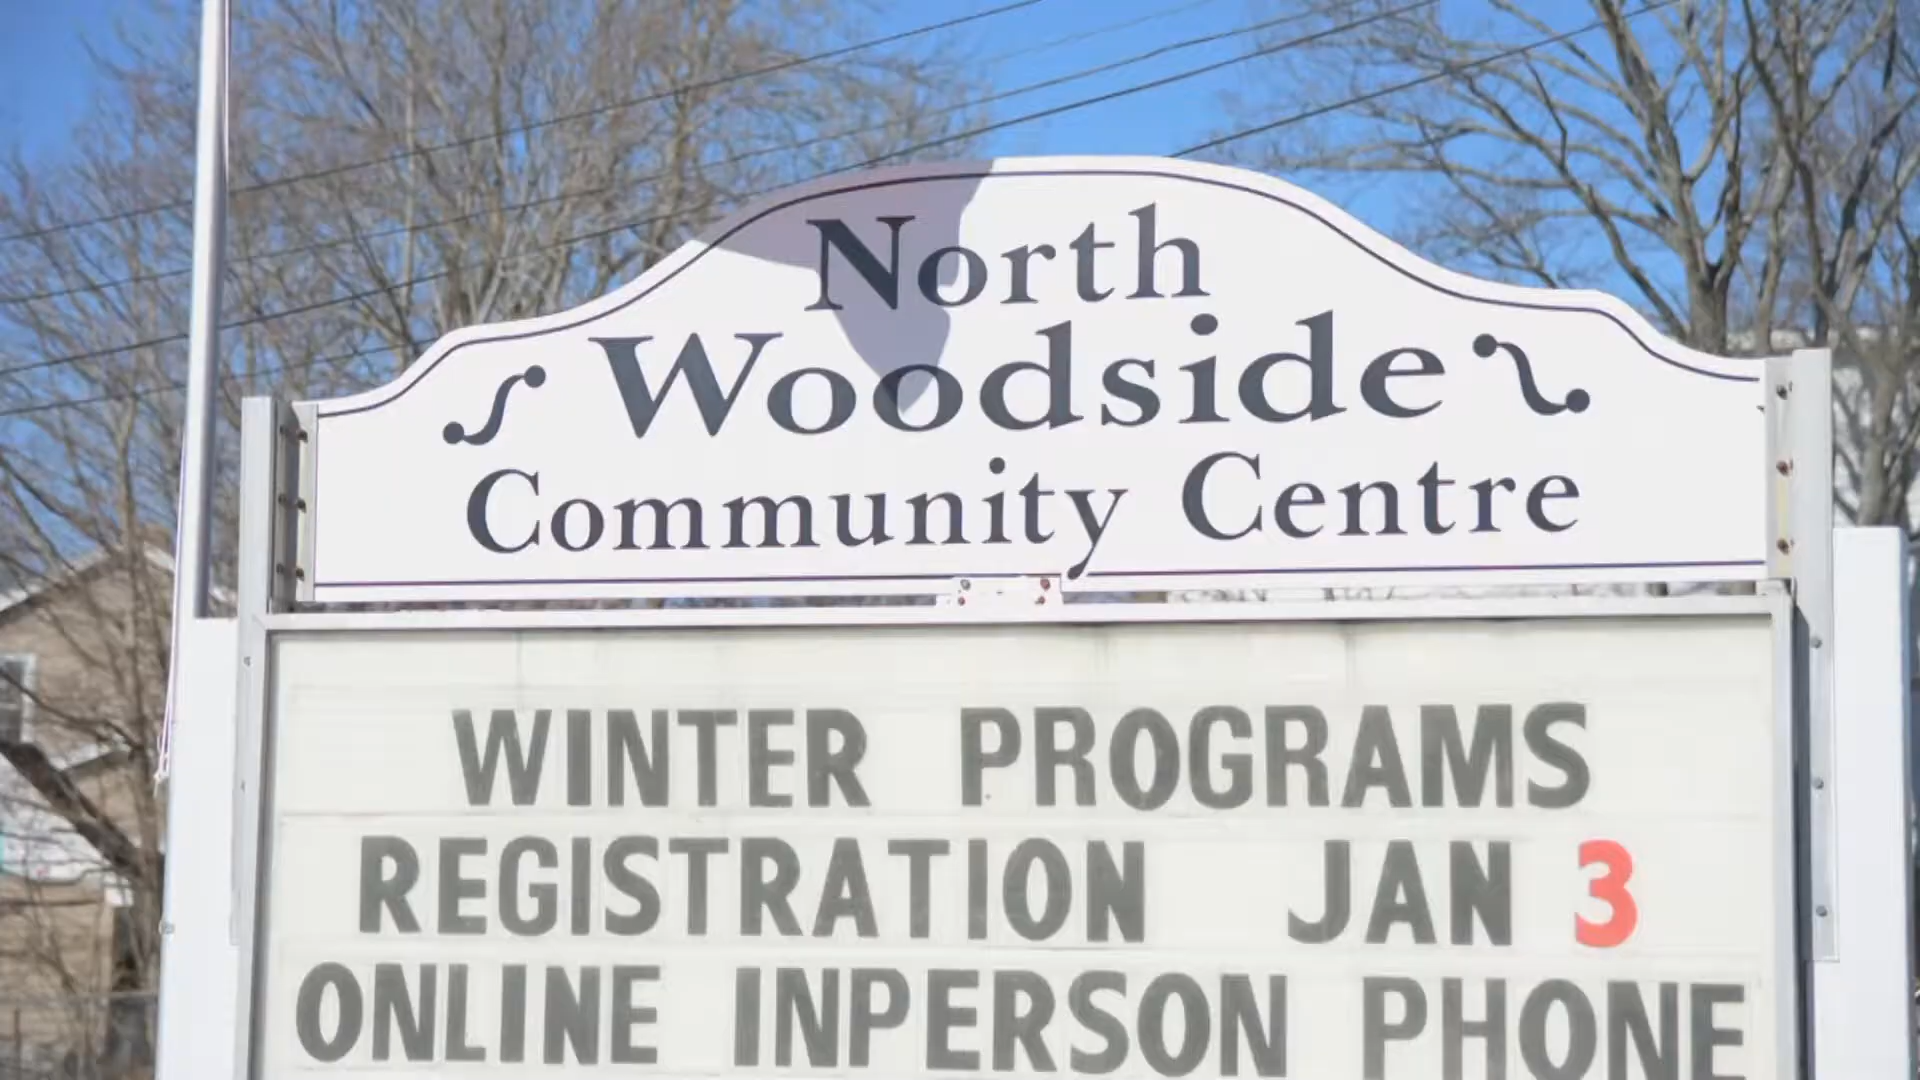 North
Woodside
Community Centre
WINTER PROGRAMS
REGISTRATION JAN 3
ONLINE INPERSON PHONE